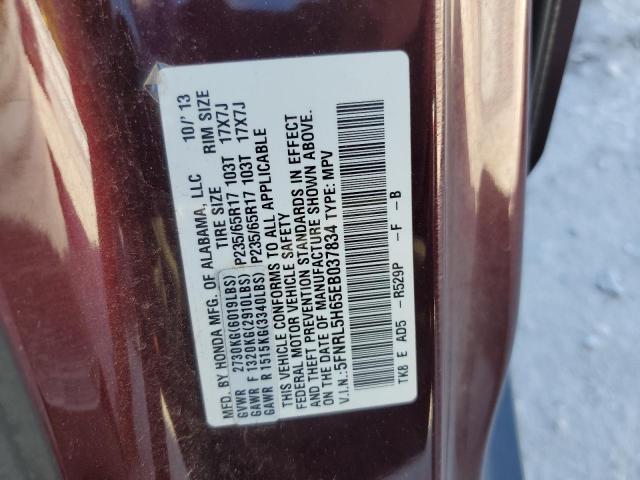 MFD. BY HONDA MFG. OF ALABAMA, LLC 10/'13
TIRE SIZE RIM SIZE
GVWR 2730KG(6019LBS)
GAWR F 1320KG(2910LBS) P235/65R17 103T 17X7J
GAWR R 1515KG(3340LBS) P235/65R17 103T 17X7J
THIS VEHICLE CONFORMS TO ALL APPLICABLE
FEDERAL MOTOR VEHICLE SAFETY
AND THEFT PREVENTION STANDARDS IN EFFECT
ON THE DATE OF MANUFACTURE SHOWN ABOVE.
V.I.N.:5FNRL5H65EB037834 TYPE: MPV
TK8 E AD5 -R529P -F -B